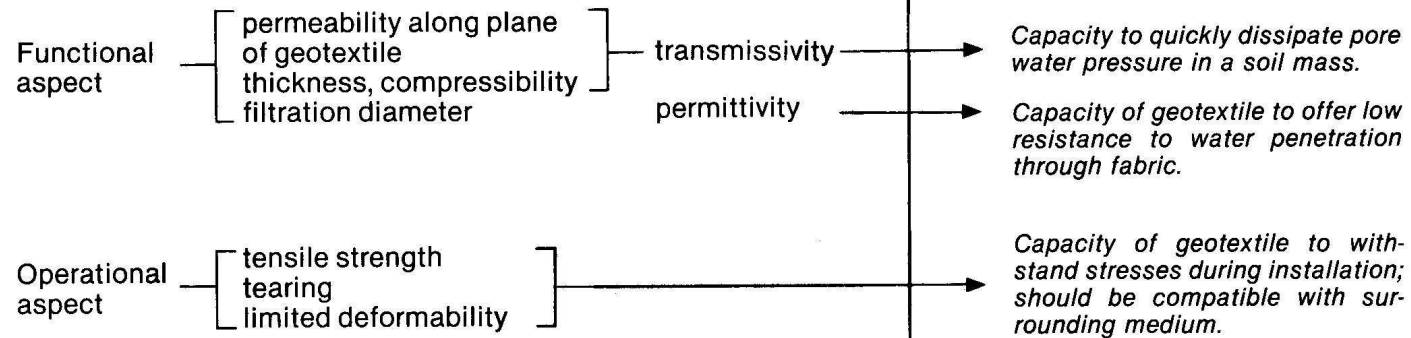 Functional
aspect
permeability along plane
of geotextile
thickness, compressibility
filtration diameter
transmissivity
permittivity
Capacity to quickly dissipate pore
water pressure in a soil mass.
Capacity of geotextile to offer low
resistance to water penetration
through fabric.
Operational
aspect
tensile strength
tearing
limited deformability
Capacity of geotextile to with-
stand stresses during installation;
should be compatible with sur-
rounding medium.